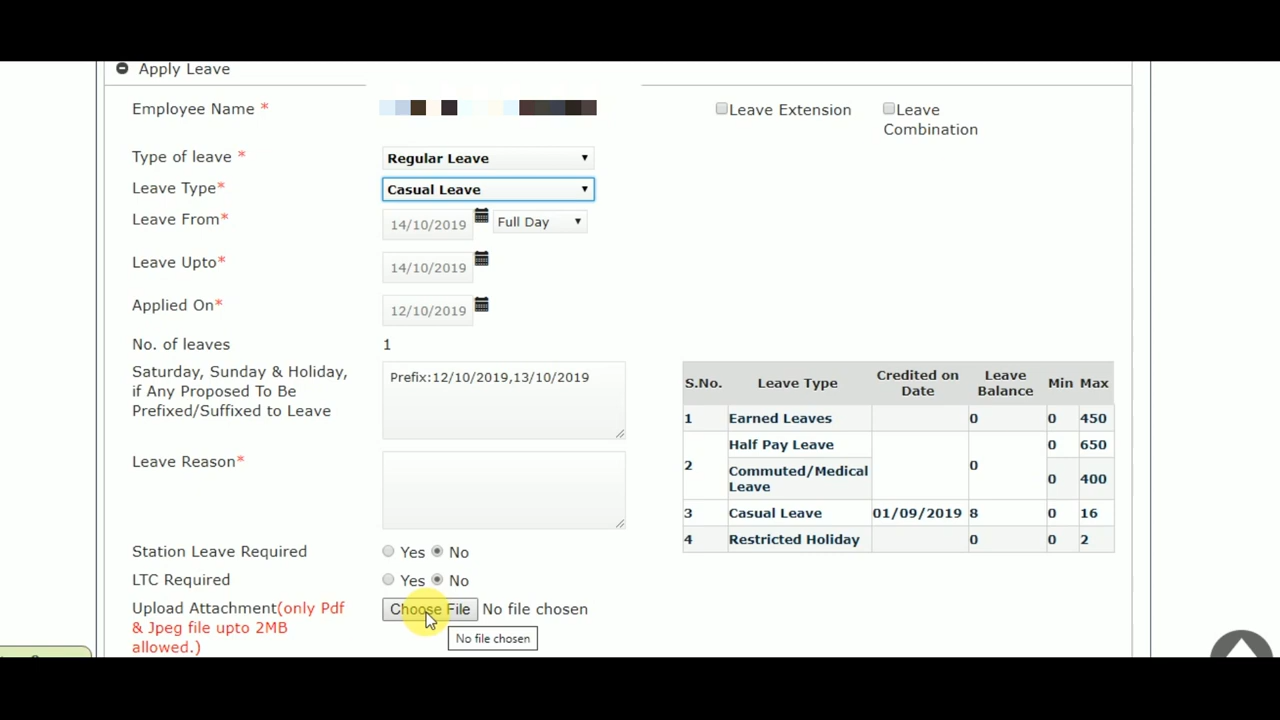 Apply Leave
Employee Name *
Leave Extension
Leave
Combination
Type of leave *
Regular Leave
Leave Type*
Casual Leave
Leave From*
14/10/2019
Full Day
Leave Upto*
14/10/2019
Applied On*
12/10/2019
No. of leaves
1
Saturday, Sunday & Holiday,
if Any Proposed To Be
Prefixed/Suffixed to Leave
Prefix:12/10/2019,13/10/2019
Leave Reason*
Station Leave Required
Yes No
LTC Required
Yes No
Upload Attachment(only Pdf
& Jpeg file upto 2MB
allowed.)
Choose File No file chosen
No file chosen
S.No. Leave Type Credited on Date Leave Balance Min Max
1 Earned Leaves 0 0 450
2 Half Pay Leave 0 0 650
Commuted/Medical Leave 0 400
3 Casual Leave 01/09/2019 8 0 16
4 Restricted Holiday 0 0 2